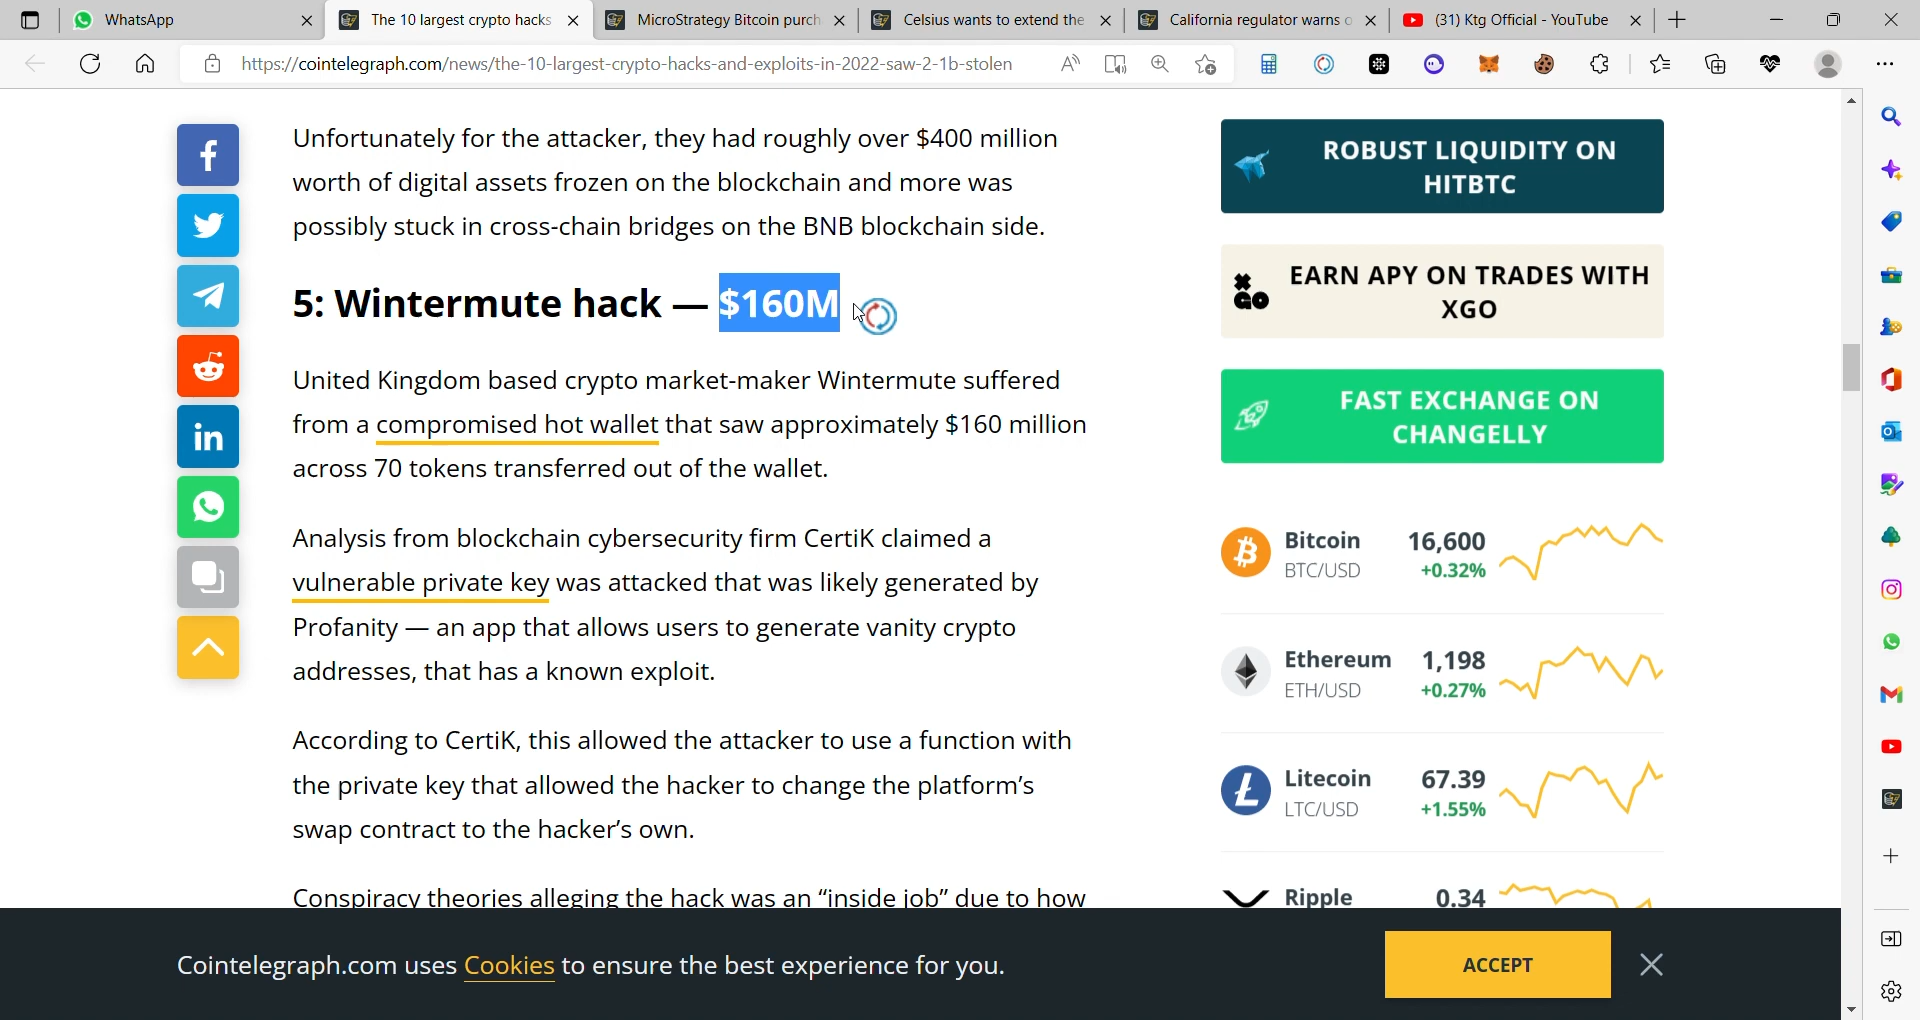 WhatsApp
The 10 largest crypto hacks
MicroStrategy Bitcoin purch
Celsius wants to extend the
California regulator warns o
(31) Ktg Official - YouTube
https://cointelegraph.com/news/the-10-largest-crypto-hacks-and-exploits-in-2022-saw-2-1b-stolen
Unfortunately for the attacker, they had roughly over $400 million
worth of digital assets frozen on the blockchain and more was
possibly stuck in cross-chain bridges on the BNB blockchain side.
5: Wintermute hack — $160M
United Kingdom based crypto market-maker Wintermute suffered
from a compromised hot wallet that saw approximately $160 million
across 70 tokens transferred out of the wallet.
Analysis from blockchain cybersecurity firm CertiK claimed a
vulnerable private key was attacked that was likely generated by
Profanity — an app that allows users to generate vanity crypto
addresses, that has a known exploit.
According to CertiK, this allowed the attacker to use a function with
the private key that allowed the hacker to change the platform’s
swap contract to the hacker’s own.
Conspiracy theories alleging the hack was an “inside job” due to how
ROBUST LIQUIDITY ON
HITBTC
XGO
EARN APY ON TRADES WITH
XGO
FAST EXCHANGE ON
CHANGELLY
Bitcoin 16,600
BTC/USD +0.32%
Ethereum 1,198
ETH/USD +0.27%
Litecoin 67.39
LTC/USD +1.55%
Ripple 0.34
Cointelegraph.com uses Cookies to ensure the best experience for you.
ACCEPT